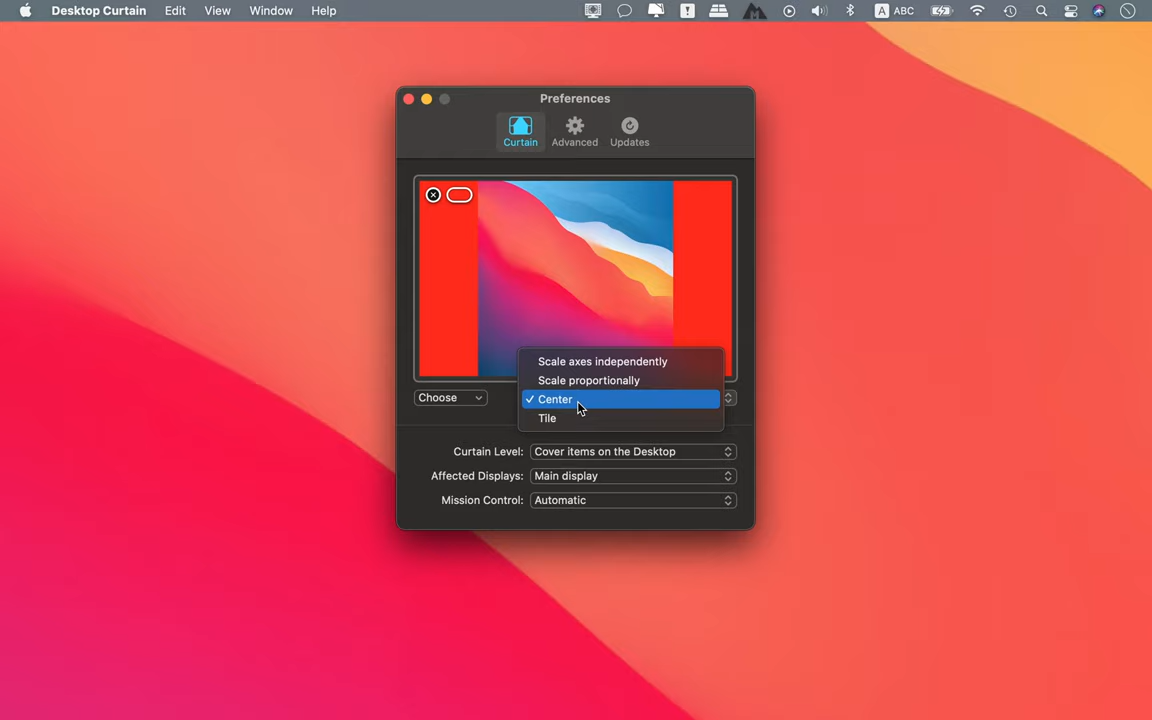 Desktop Curtain Edit View Window Help A ABC
Preferences
Curtain Advanced Updates
Scale axes independently
Scale proportionally
Choose ✓ Center
Tile
Curtain Level: Cover items on the Desktop
Affected Displays: Main display
Mission Control: Automatic